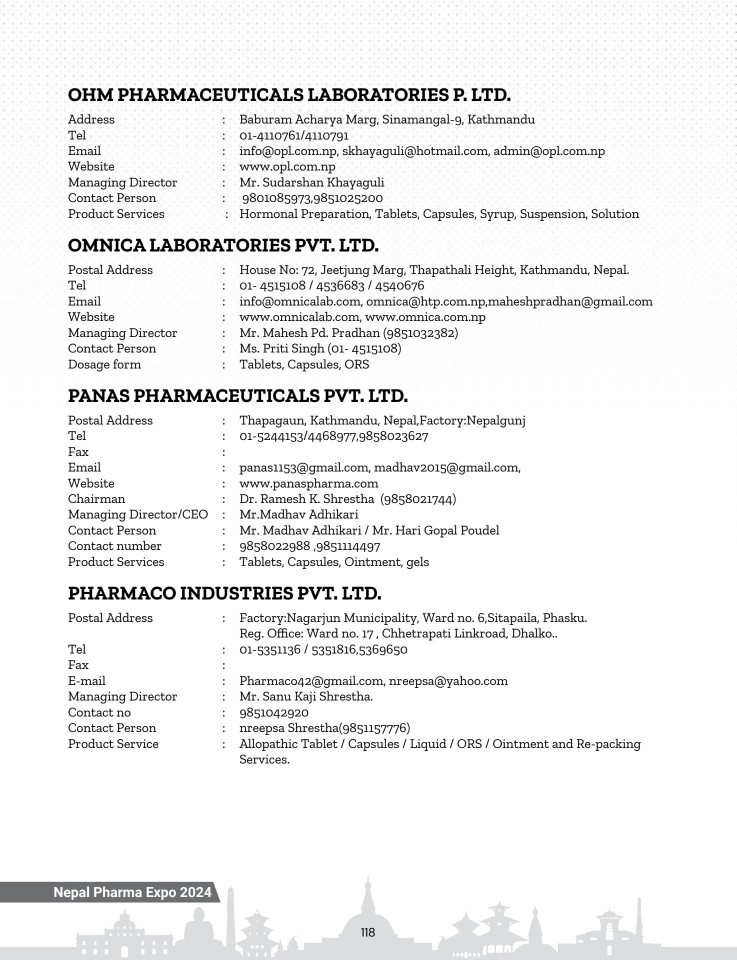 OHM PHARMACEUTICALS LABORATORIES P. LTD.
Address : Baburam Acharya Marg, Sinamangal-9, Kathmandu
Tel : 01-4110761/4110791
Email : info@opl.com.np, skhayaguli@hotmail.com, admin@opl.com.np
Website : www.opl.com.np
Managing Director : Mr. Sudarshan Khayaguli
Contact Person : 9801085973,9851025200
Product Services : Hormonal Preparation, Tablets, Capsules, Syrup, Suspension, Solution
OMNICA LABORATORIES PVT. LTD.
Postal Address : House No: 72, Jeetjung Marg, Thapathali Height, Kathmandu, Nepal.
Tel : 01- 4515108 / 4536683 / 4540676
Email : info@omnicalab.com, omnica@htp.com.np,maheshpradhan@gmail.com
Website : www.omnicalab.com, www.omnica.com.np
Managing Director : Mr. Mahesh Pd. Pradhan (9851032382)
Contact Person : Ms. Priti Singh (01- 4515108)
Dosage form : Tablets, Capsules, ORS
PANAS PHARMACEUTICALS PVT. LTD.
Postal Address : Thapagaun, Kathmandu, Nepal,Factory:Nepalgunj
Tel : 01-5244153/4468977,9858023627
Fax :
Email : panas1153@gmail.com, madhav2015@gmail.com,
Website : www.panaspharma.com
Chairman : Dr. Ramesh K. Shrestha (9858021744)
Managing Director/CEO : Mr.Madhav Adhikari
Contact Person : Mr. Madhav Adhikari / Mr. Hari Gopal Poudel
Contact number : 9858022988 ,9851114497
Product Services : Tablets, Capsules, Ointment, gels
PHARMACO INDUSTRIES PVT. LTD.
Postal Address : Factory:Nagarjun Municipality, Ward no. 6,Sitapaila, Phasku.
Reg. Office: Ward no. 17 , Chhetrapati Linkroad, Dhalko..
Tel : 01-5351136 / 5351816,5369650
Fax :
E-mail : Pharmaco42@gmail.com, nreepsa@yahoo.com
Managing Director : Mr. Sanu Kaji Shrestha.
Contact no : 9851042920
Contact Person : nreepsa Shrestha(9851157776)
Product Service : Allopathic Tablet / Capsules / Liquid / ORS / Ointment and Re-packing
Services.
Nepal Pharma Expo 2024
118